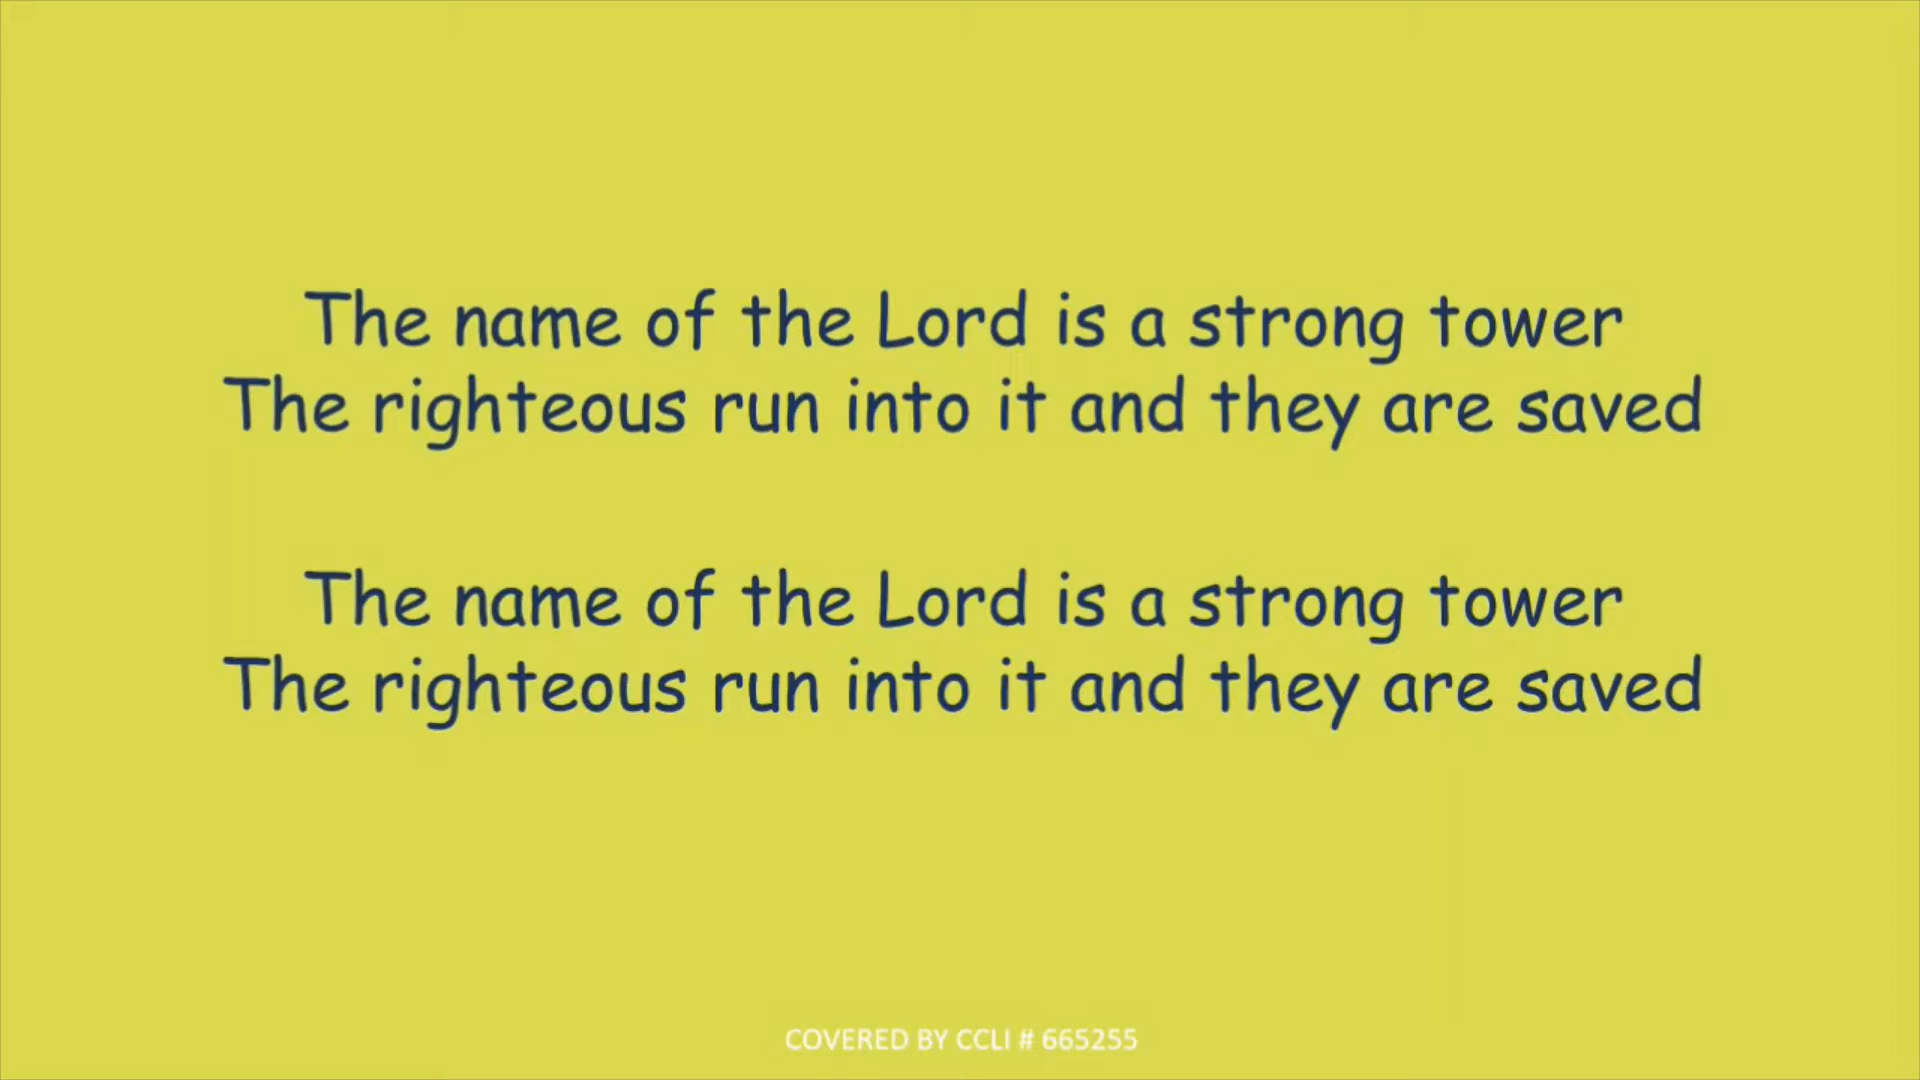 The name of the Lord is a strong tower
The righteous run into it and they are saved
The name of the Lord is a strong tower
The righteous run into it and they are saved
COVERED BY CCLI # 665255